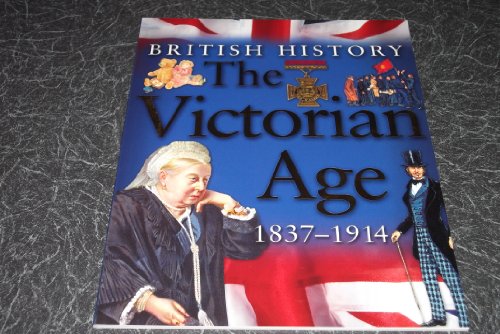 BRITISH HISTORY
The
Victorian
Age
1837–1914